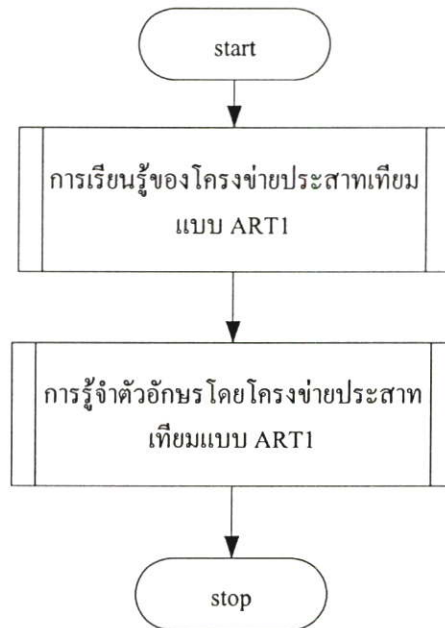 start
การเรียนรู้ของโครงข่ายประสาทเทียม
แบบ ART1
การรู้จำตัวอักษรโดยโครงข่ายประสาท
เทียมแบบ ART1
stop